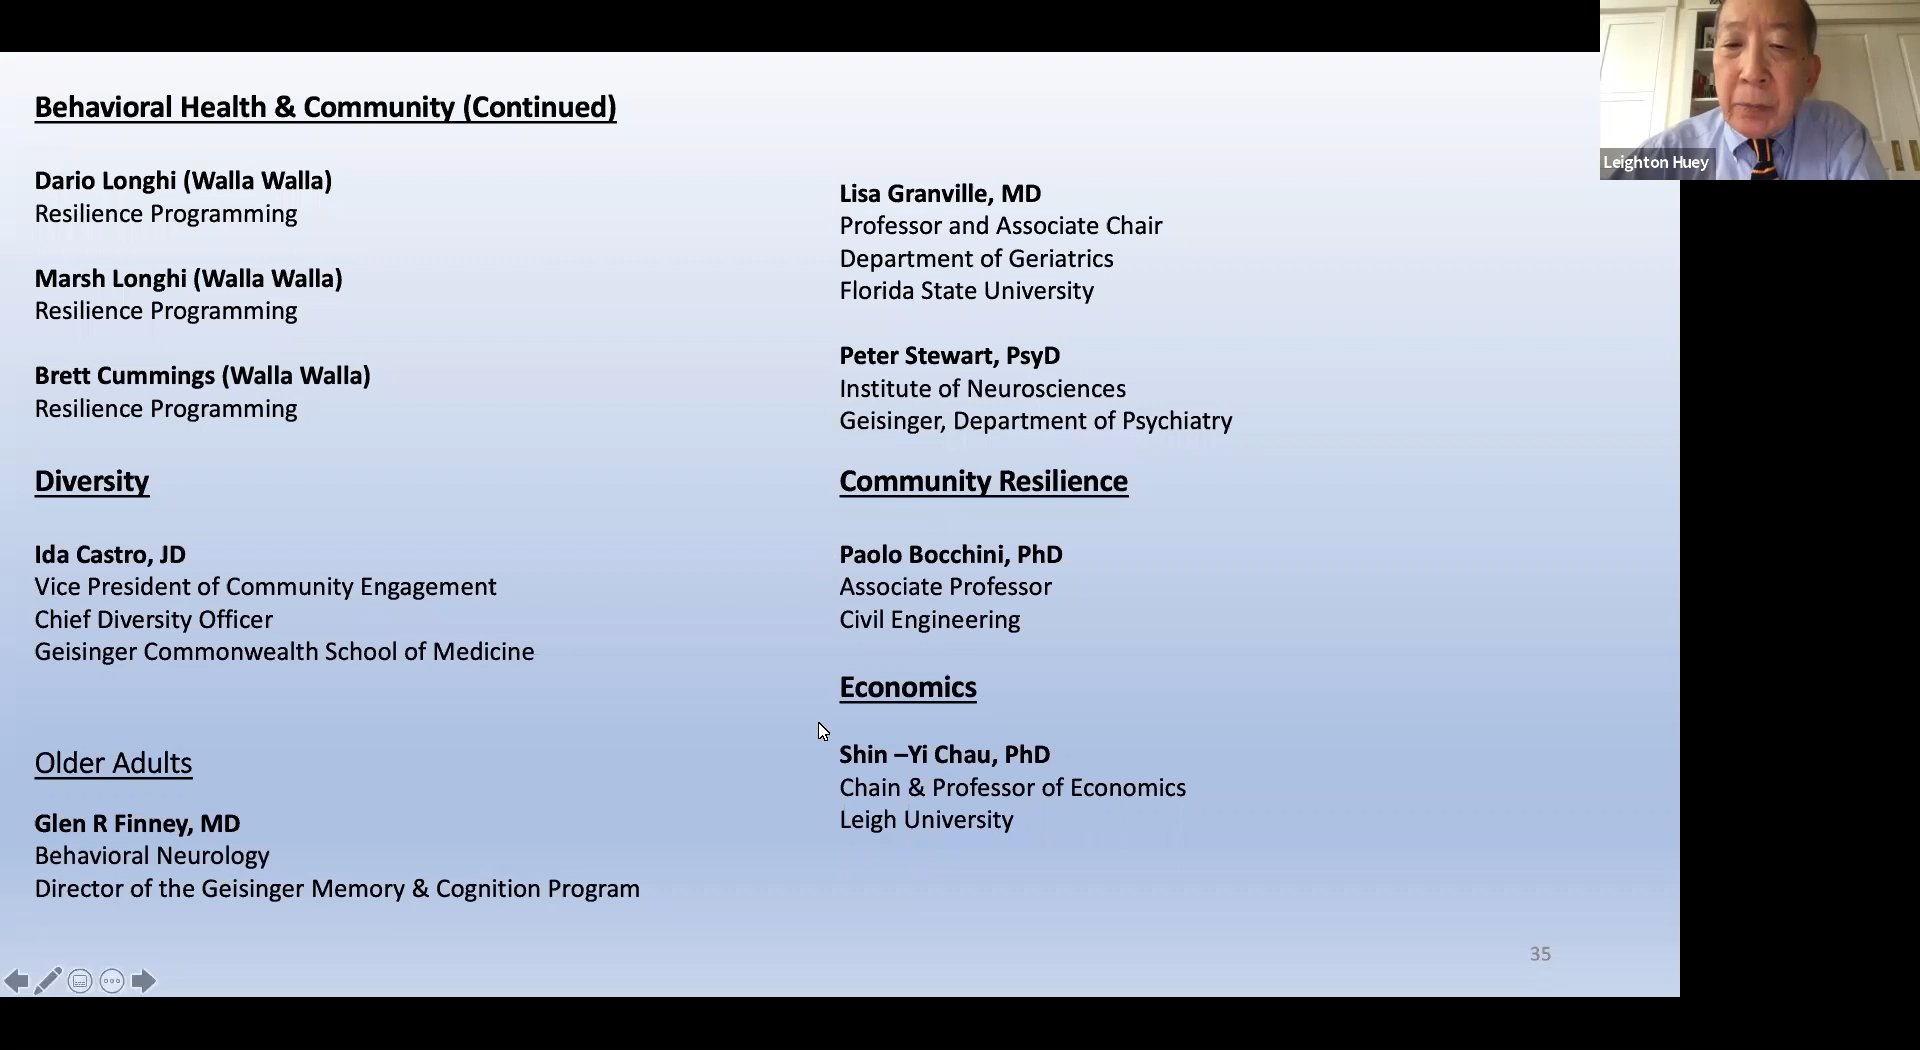 Behavioral Health & Community (Continued)
Dario Longhi (Walla Walla)
Resilience Programming
Marsh Longhi (Walla Walla)
Resilience Programming
Brett Cummings (Walla Walla)
Resilience Programming
Diversity
Ida Castro, JD
Vice President of Community Engagement
Chief Diversity Officer
Geisinger Commonwealth School of Medicine
Older Adults
Glen R Finney, MD
Behavioral Neurology
Director of the Geisinger Memory & Cognition Program
Lisa Granville, MD
Professor and Associate Chair
Department of Geriatrics
Florida State University
Peter Stewart, PsyD
Institute of Neurosciences
Geisinger, Department of Psychiatry
Community Resilience
Paolo Bocchini, PhD
Associate Professor
Civil Engineering
Economics
Shin –Yi Chau, PhD
Chain & Professor of Economics
Leigh University
35
Leighton Huey